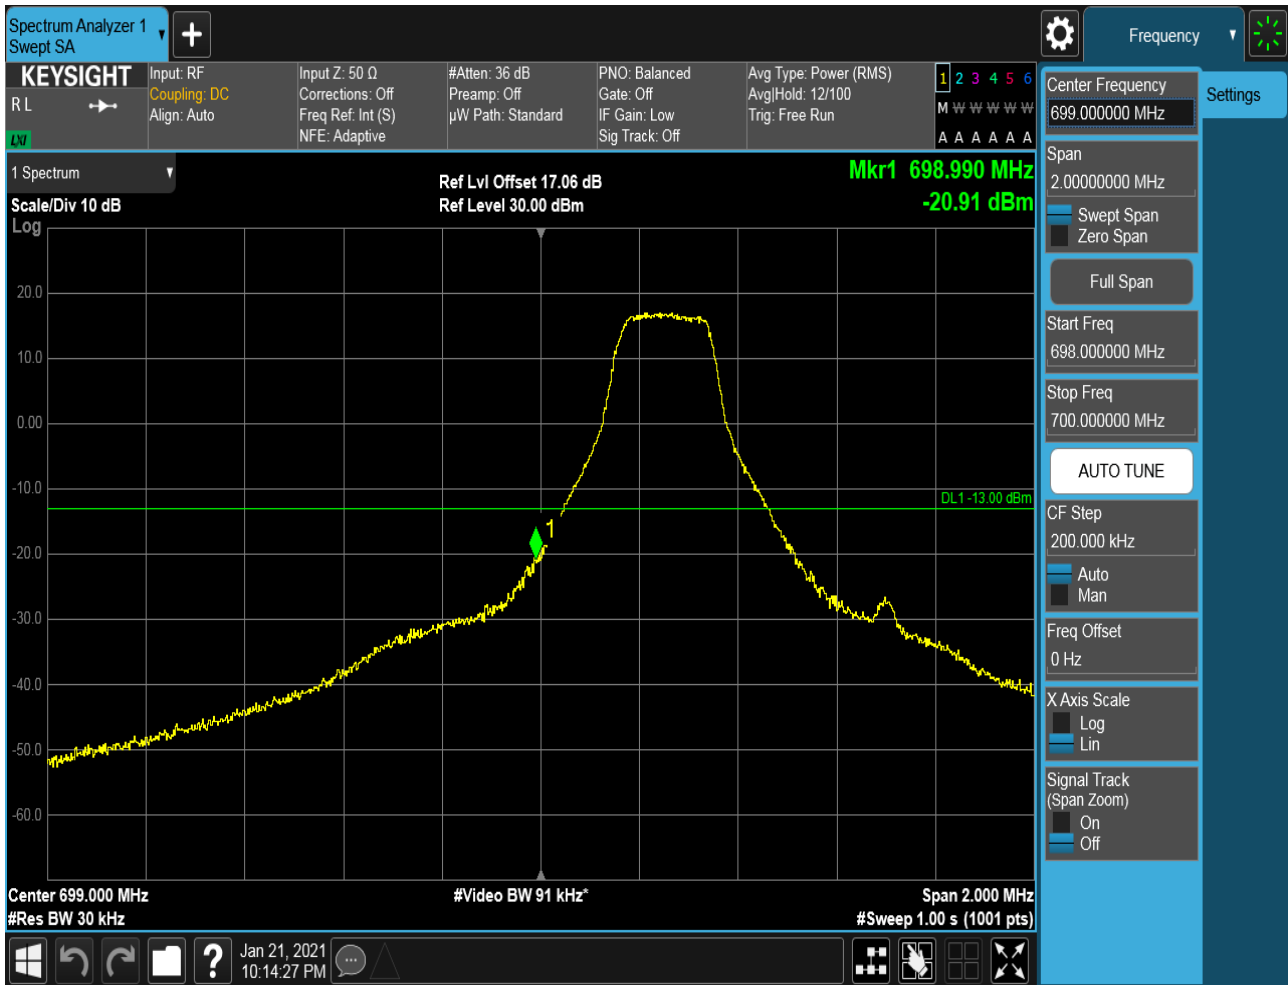 Spectrum Analyzer 1
Swept SA
Frequency
KEYSIGHT
R L
LXI
Input: RF
Coupling: DC
Align: Auto
Input Z: 50 Ω
Corrections: Off
Freq Ref: Int (S)
NFE: Adaptive
#Atten: 36 dB
Preamp: Off
µW Path: Standard
PNO: Balanced
Gate: Off
IF Gain: Low
Sig Track: Off
Avg Type: Power (RMS)
Avg|Hold: 12/100
Trig: Free Run
1 2 3 4 5 6
M W W W W W
A A A A A A
1 Spectrum
Scale/Div 10 dB
Log
Ref Lvl Offset 17.06 dB
Ref Level 30.00 dBm
Mkr1 698.990 MHz
-20.91 dBm
20.0
10.0
0.00
-10.0
DL1 -13.00 dBm
1
-20.0
-30.0
-40.0
-50.0
-60.0
Center 699.000 MHz
#Video BW 91 kHz*
Span 2.000 MHz
#Res BW 30 kHz
#Sweep 1.00 s (1001 pts)
Center Frequency
699.000000 MHz
Settings
Span
2.00000000 MHz
Swept Span
Zero Span
Full Span
Start Freq
698.000000 MHz
Stop Freq
700.000000 MHz
AUTO TUNE
CF Step
200.000 kHz
Auto
Man
Freq Offset
0 Hz
X Axis Scale
Log
Lin
Signal Track
(Span Zoom)
On
Off
?
Jan 21, 2021
10:14:27 PM